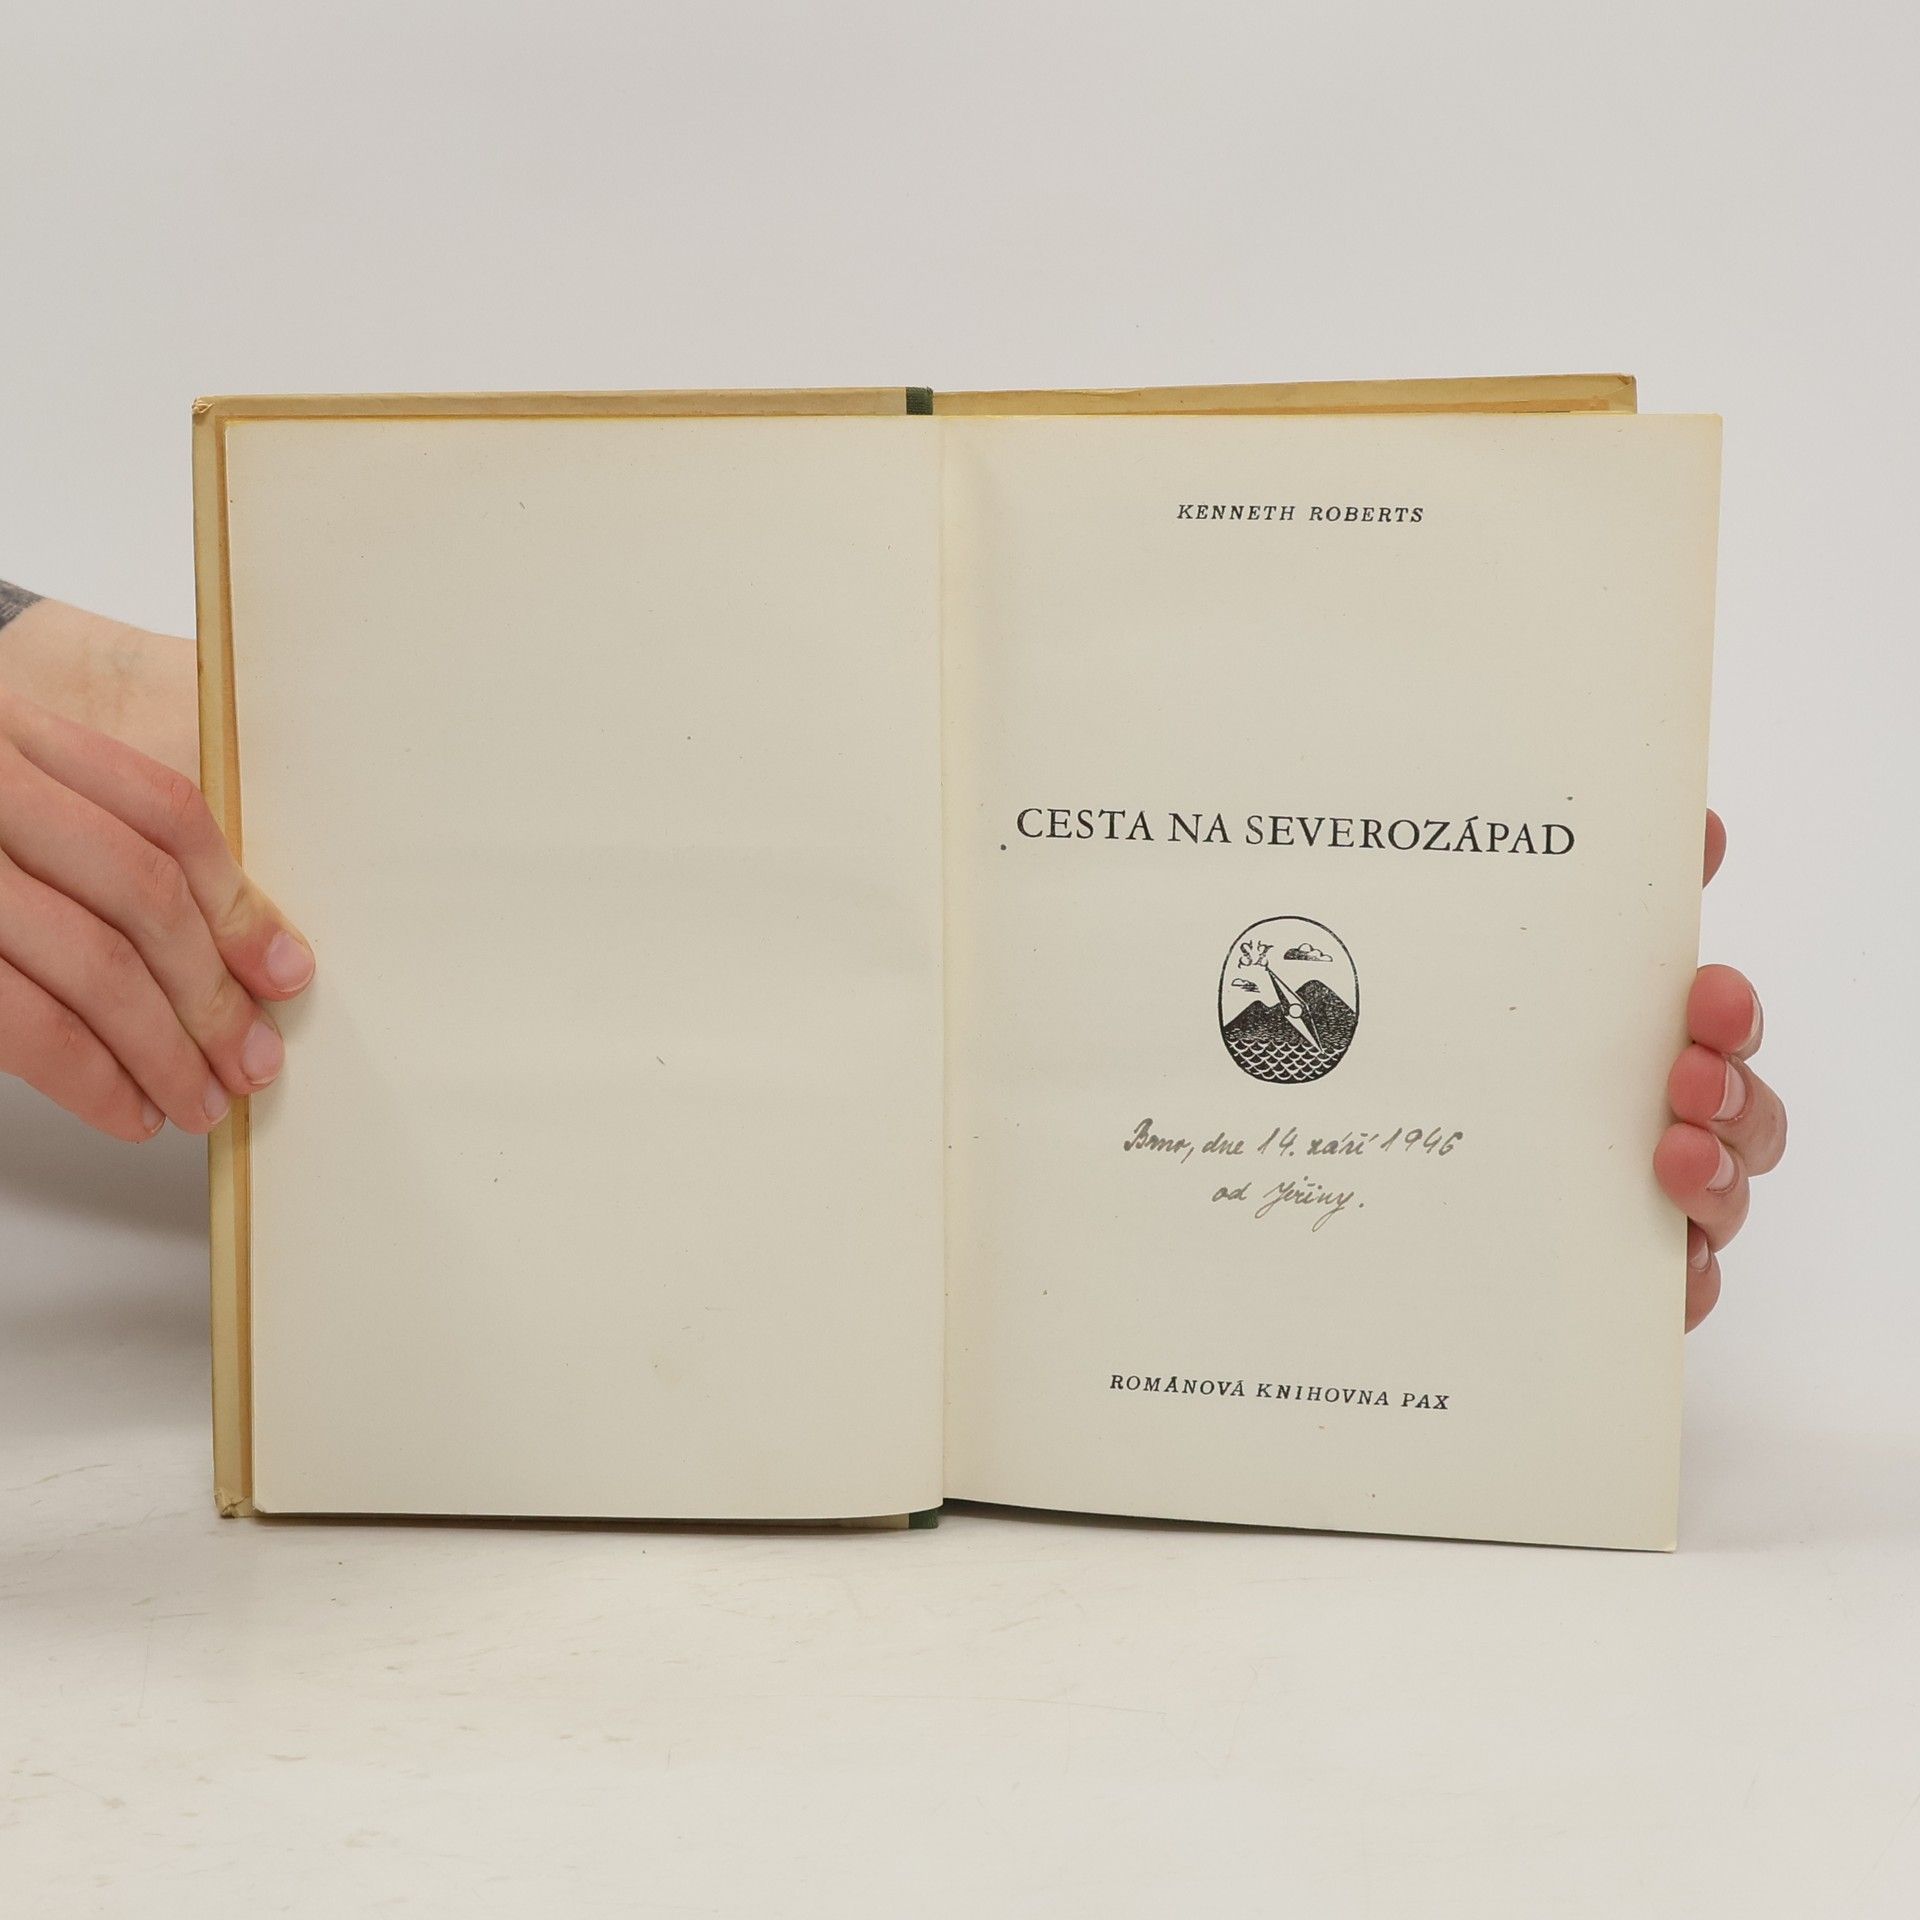 KENNETH ROBERTS
CESTA NA SEVEROZÁPAD
SZ
Brno, dne 14. září 1946
od Jiřiny.
ROMÁNOVÁ KNIHOVNA PAX